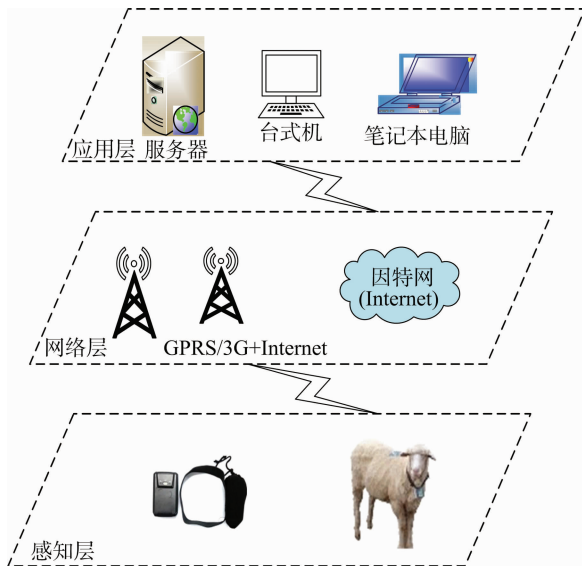 台式机
笔记本电脑
应用层 服务器
因特网
(Internet)
网络层
GPRS/3G+Internet
感知层